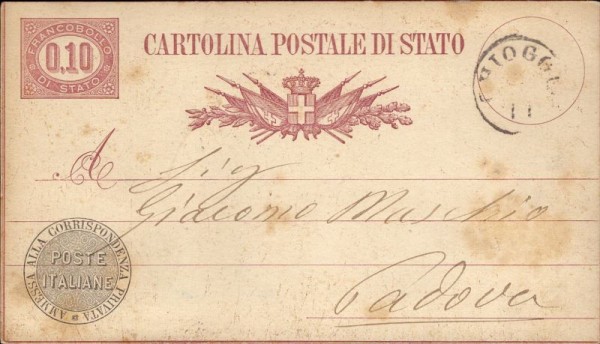 FRANCOBOLLO
0.10
DI STATO
CARTOLINA POSTALE DI STATO
11
A Sig
Giacomo Maschio
Padova
AMMESSA ALLA CORRISPONDENZA PRIVATA
POSTE
ITALIANE